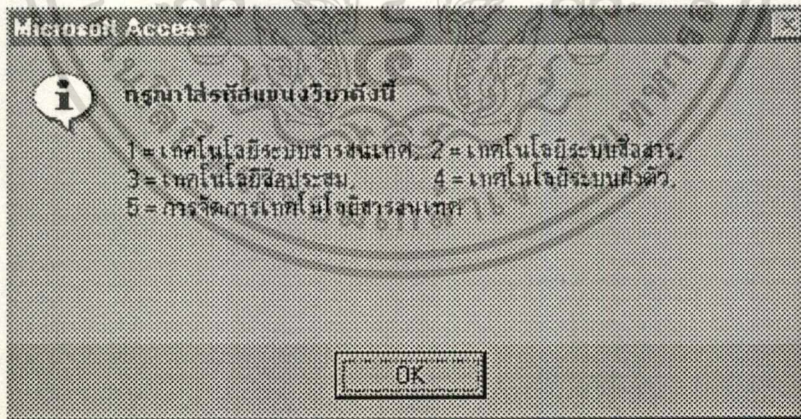 Microsoft Access
กรุณาใส่รหัสแขนงวิชาดังนี้
1 = เทคโนโลยีระบบสารสนเทศ, 2 = เทคโนโลยีระบบสื่อสาร,
3 = เทคโนโลยีสื่อประสม, 4 = เทคโนโลยีระบบฝังตัว,
5 = การจัดการเทคโนโลยีสารสนเทศ
OK